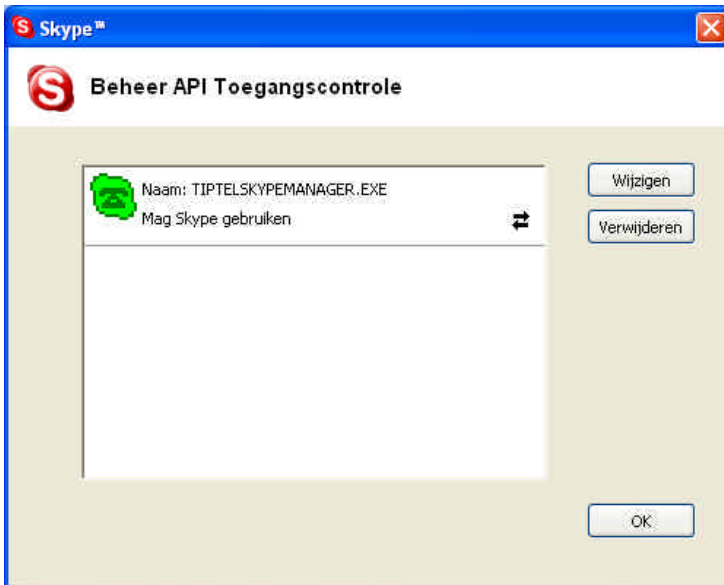 Skype™
Beheer API Toegangscontrole
Naam: TIPTELSKYPEMANAGER.EXE
Mag Skype gebruiken
Wijzigen
Verwijderen
OK